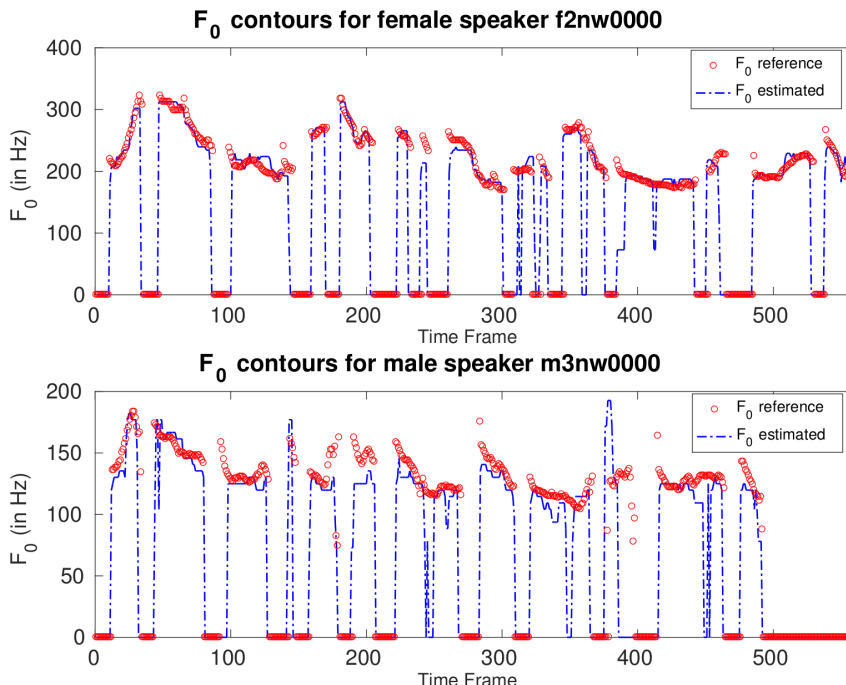 F0 contours for female speaker f2nw0000
400
300
200
100
0
F0 (in Hz)
F0 reference
F0 estimated
0 100 200 300 400 500
Time Frame
F0 contours for male speaker m3nw0000
200
150
100
50
0
F0 (in Hz)
F0 reference
F0 estimated
0 100 200 300 400 500
Time Frame